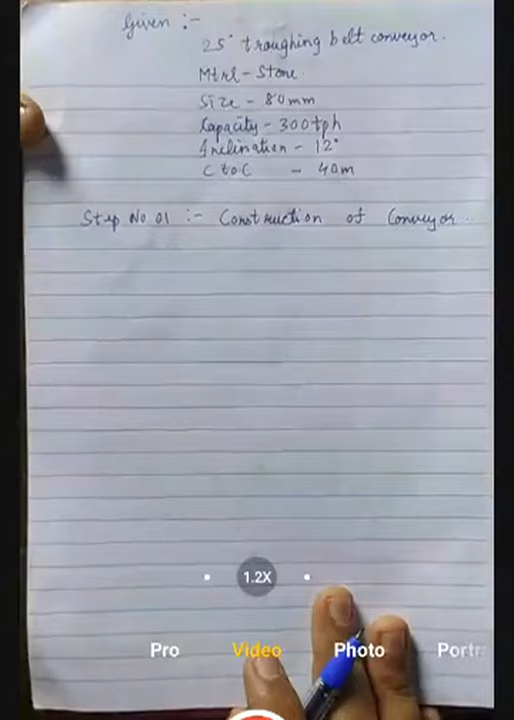 Given :-
25° troughing belt conveyor.
Mtrl - Stone.
Size - 80mm
Capacity - 300tph
Inclination - 12°
C to C - 40m
Step No 01 :- Construction of Conveyor.
1.2X
Pro Video Photo Portr